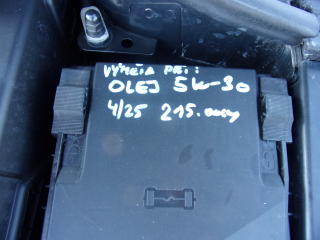 VÝMĚNA PŘI:
OLEJ 5W-30
4/25 215.000